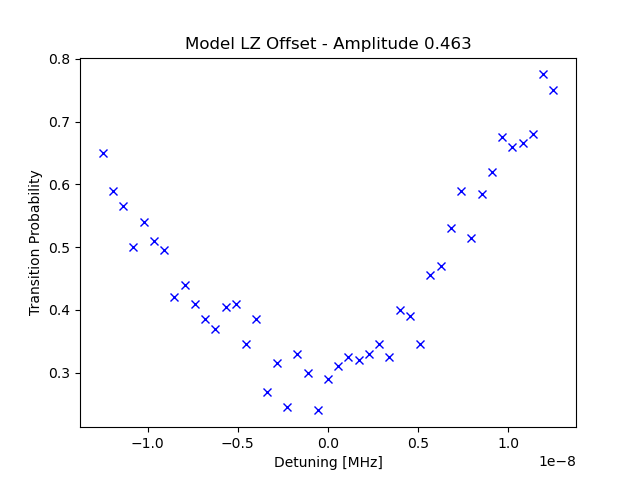 Model LZ Offset - Amplitude 0.463
Transition Probability
0.8
0.7
0.6
0.5
0.4
0.3
−1.0 −0.5 0.0 0.5 1.0
1e−8
Detuning [MHz]